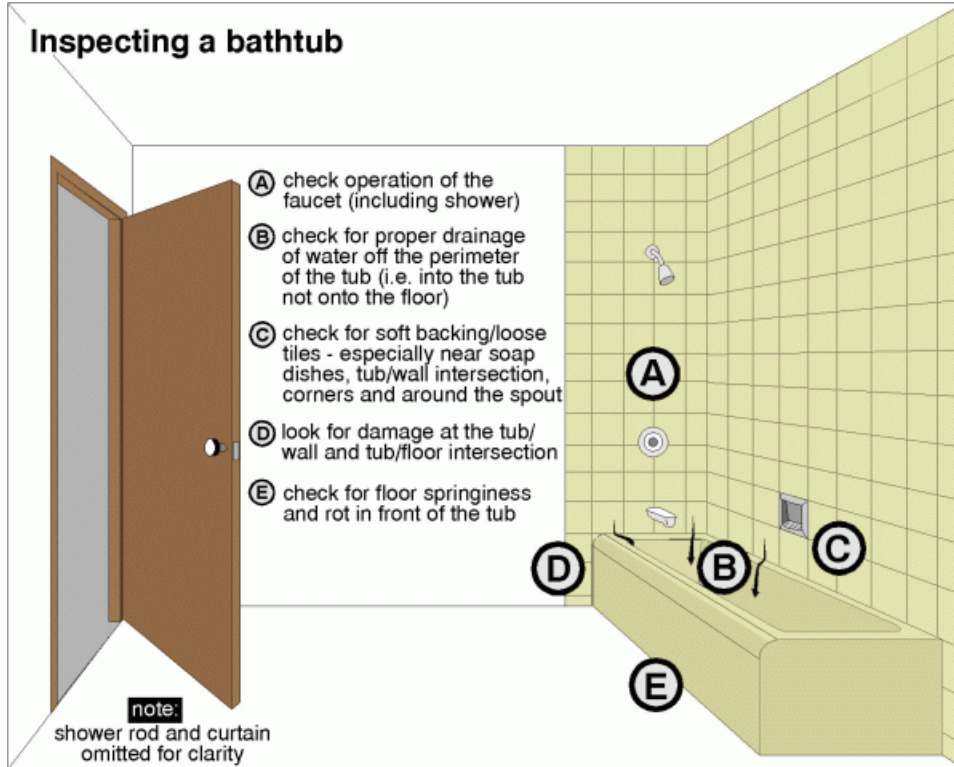 Inspecting a bathtub
A check operation of the
faucet (including shower)
B check for proper drainage
of water off the perimeter
of the tub (i.e. into the tub
not onto the floor)
C check for soft backing/loose
tiles - especially near soap
dishes, tub/wall intersection,
corners and around the spout
D look for damage at the tub/
wall and tub/floor intersection
E check for floor springiness
and rot in front of the tub
A
B
C
D
E
note:
shower rod and curtain
omitted for clarity